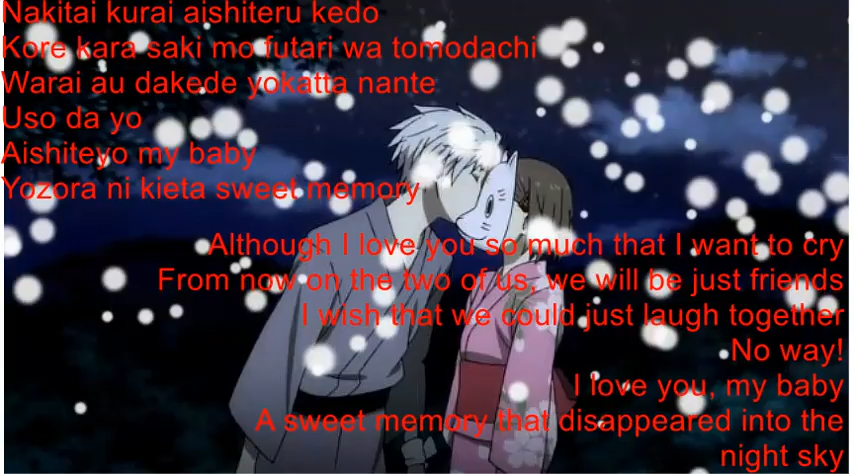 Nakitai kurai aishiteru kedo
Kore kara saki mo futari wa tomodachi
Warai au dakede yokatta nante
Uso da yo
Aishiteyo my baby
Yozora ni kieta sweet memory
Although I love you so much that I want to cry
From now on the two of us, we will be just friends
I wish that we could just laugh together
No way!
I love you, my baby
A sweet memory that disappeared into the
night sky